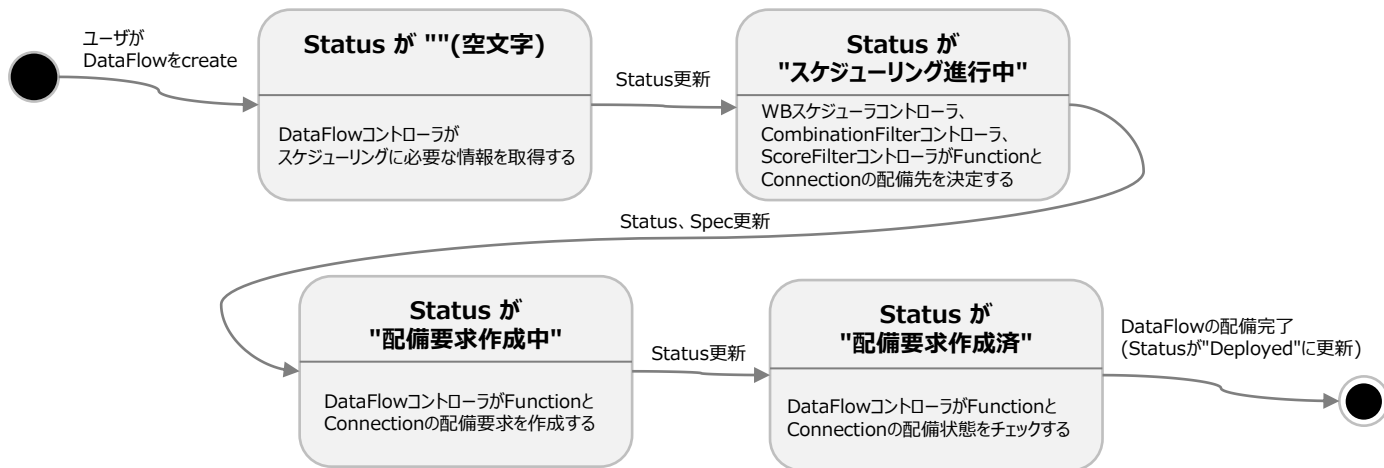 ユーザが
DataFlowをcreate
Status が ""(空文字)
DataFlowコントローラが
スケジューリングに必要な情報を取得する
Status更新
Status が
"スケジューリング進行中"
WBスケジューラコントローラ、
CombinationFilterコントローラ、
ScoreFilterコントローラがFunctionと
Connectionの配備先を決定する
Status、Spec更新
Status が
"配備要求作成中"
DataFlowコントローラがFunctionと
Connectionの配備要求を作成する
Status更新
Status が
"配備要求作成済"
DataFlowコントローラがFunctionと
Connectionの配備状態をチェックする
DataFlowの配備完了
(Statusが"Deployed"に更新)